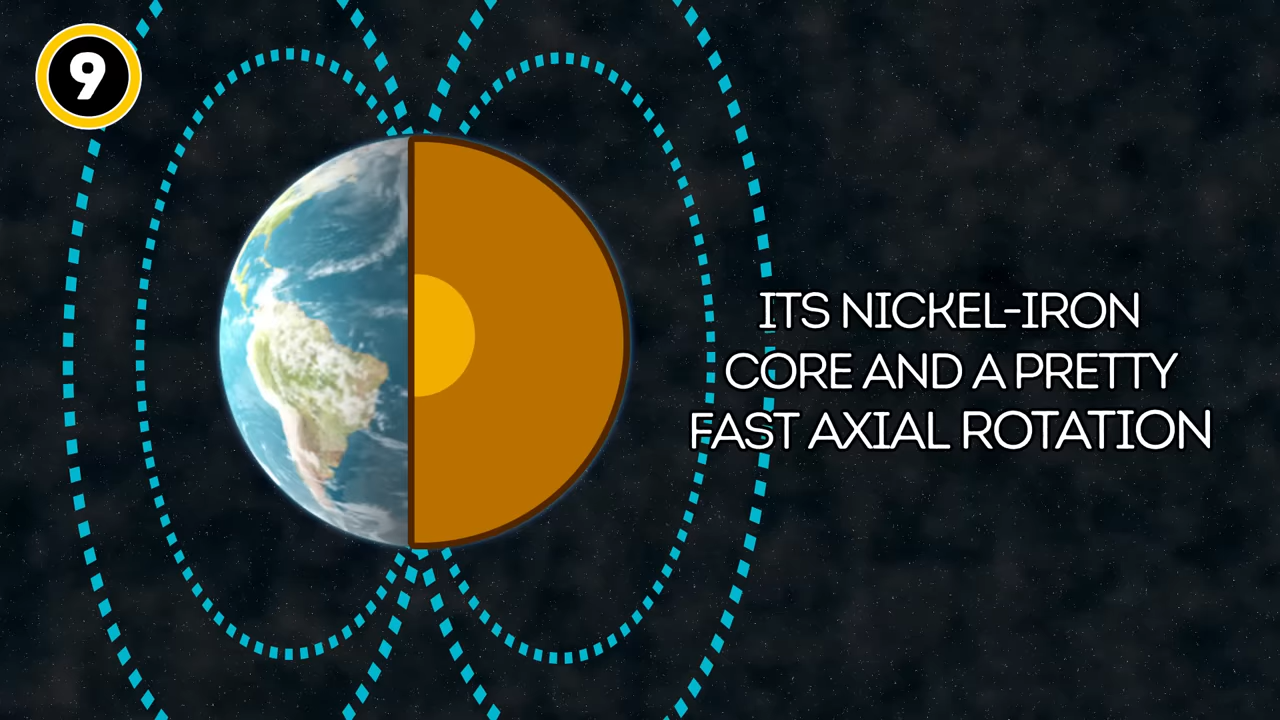 9
ITS NICKEL-IRON
CORE AND A PRETTY
FAST AXIAL ROTATION